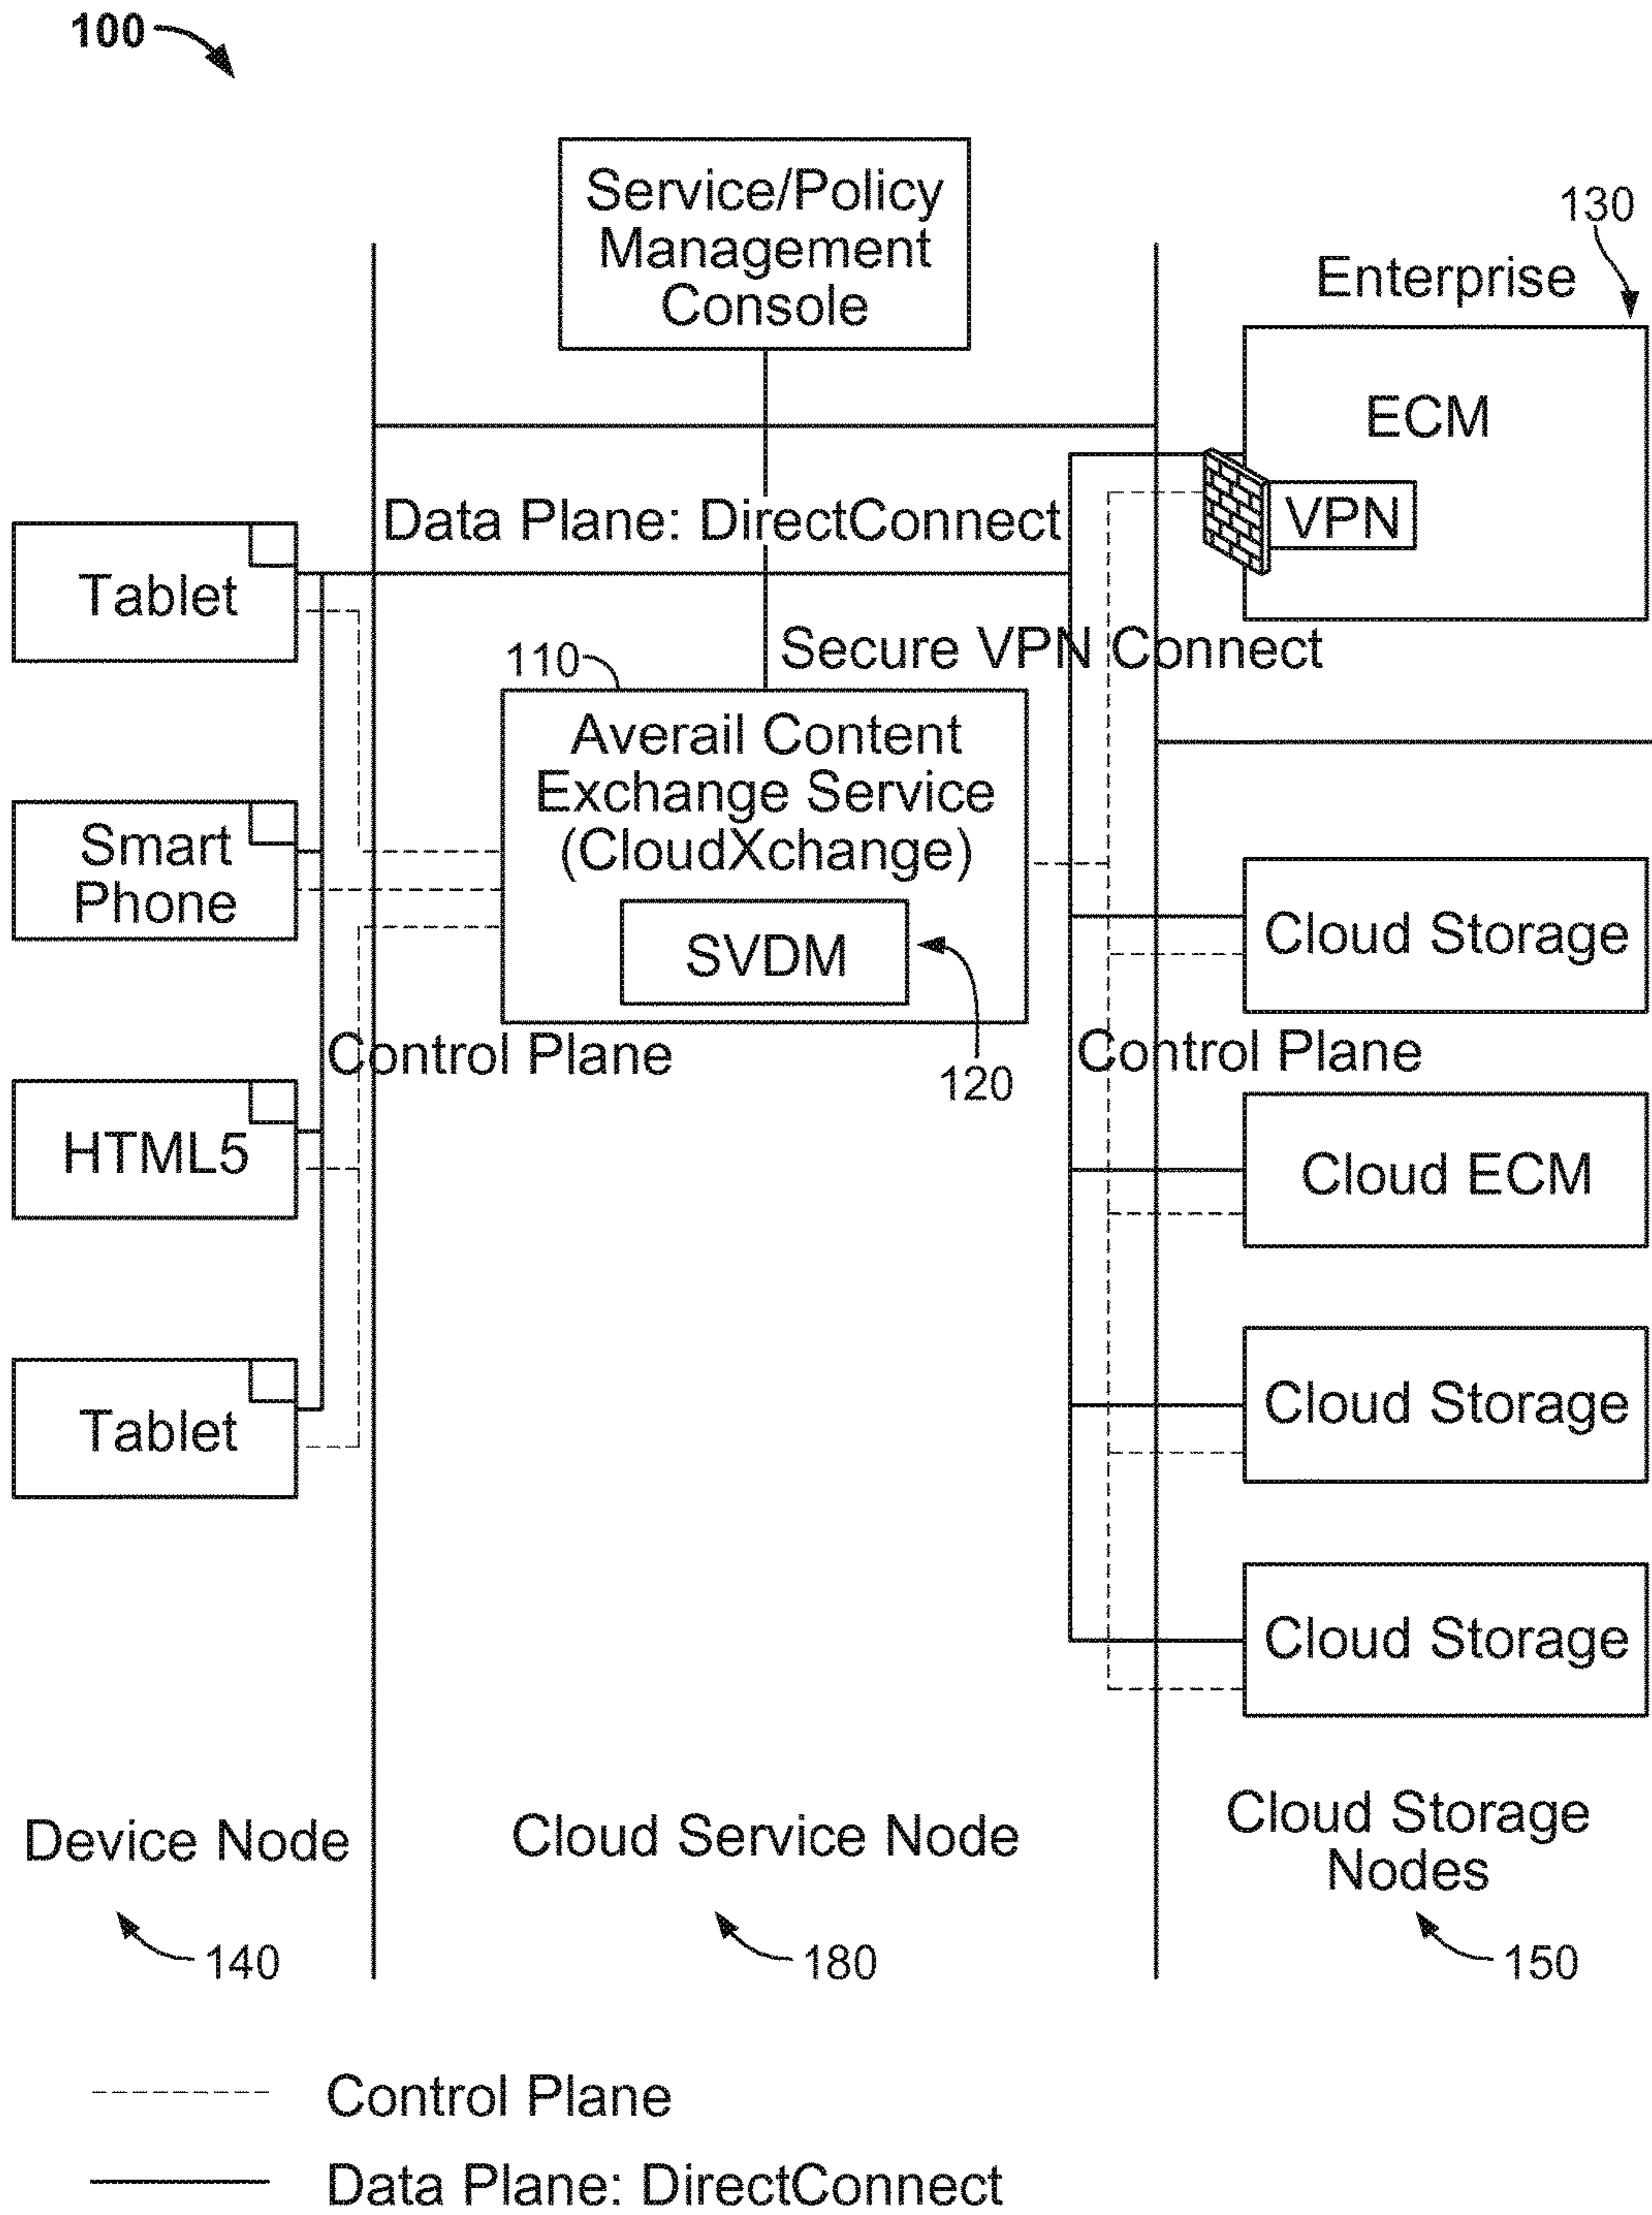 100
Service/Policy
Management
Console
130
Enterprise
ECM
VPN
Data Plane: DirectConnect
Tablet
Secure VPN Connect
110
Averail Content
Exchange Service
(CloudXchange)
SVDM
120
Smart
Phone
Cloud Storage
Control Plane
Control Plane
HTML5
Cloud ECM
Tablet
Cloud Storage
Cloud Storage
Device Node
140
Cloud Service Node
180
Cloud Storage
Nodes
150
Control Plane
Data Plane: DirectConnect